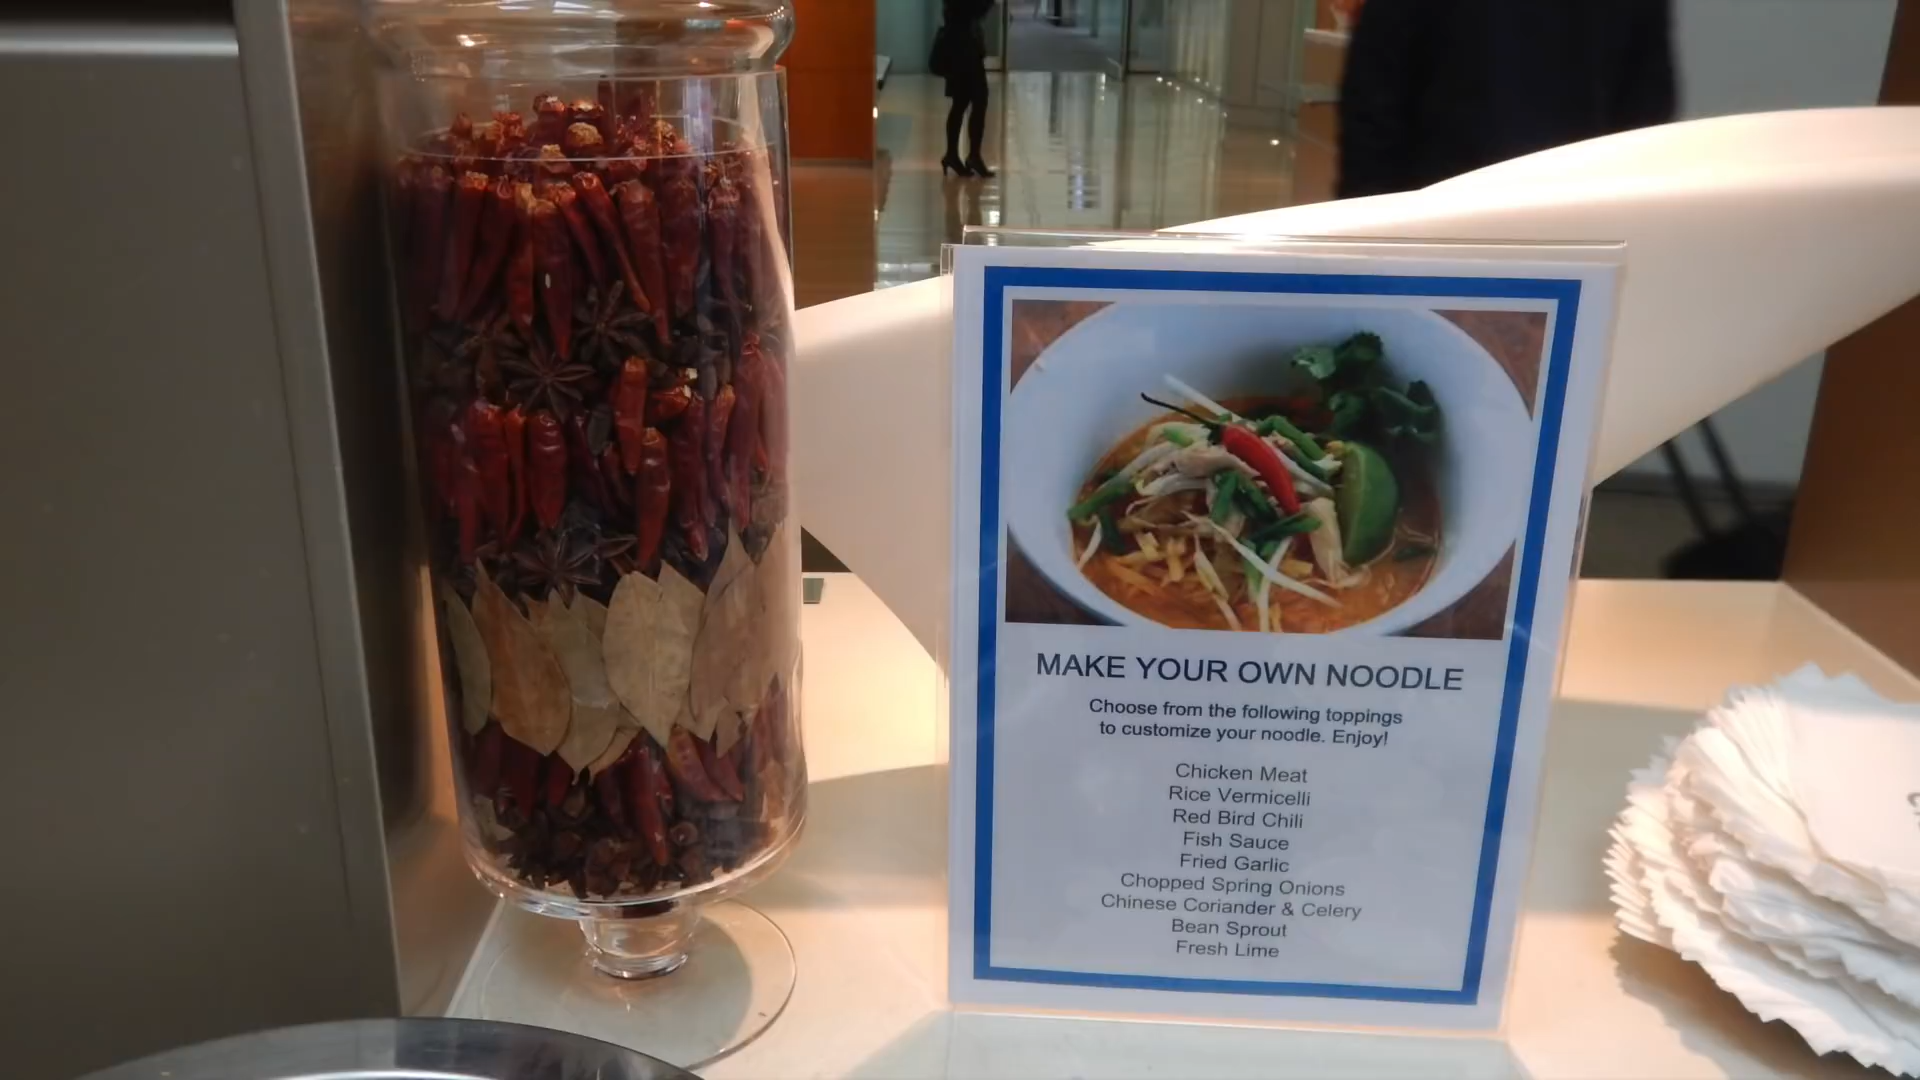 MAKE YOUR OWN NOODLE
Choose from the following toppings
to customize your noodle. Enjoy!
Chicken Meat
Rice Vermicelli
Red Bird Chili
Fish Sauce
Fried Garlic
Chopped Spring Onions
Chinese Coriander & Celery
Bean Sprout
Fresh Lime